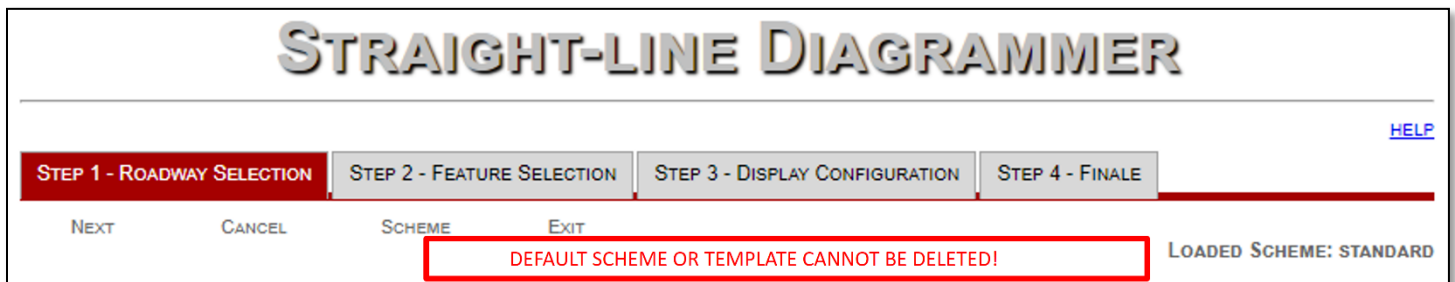 STRAIGHT-LINE DIAGRAMMER
HELP
STEP 1 - ROADWAY SELECTION STEP 2 - FEATURE SELECTION STEP 3 - DISPLAY CONFIGURATION STEP 4 - FINALE
NEXT CANCEL SCHEME EXIT
LOADED SCHEME: STANDARD
DEFAULT SCHEME OR TEMPLATE CANNOT BE DELETED!